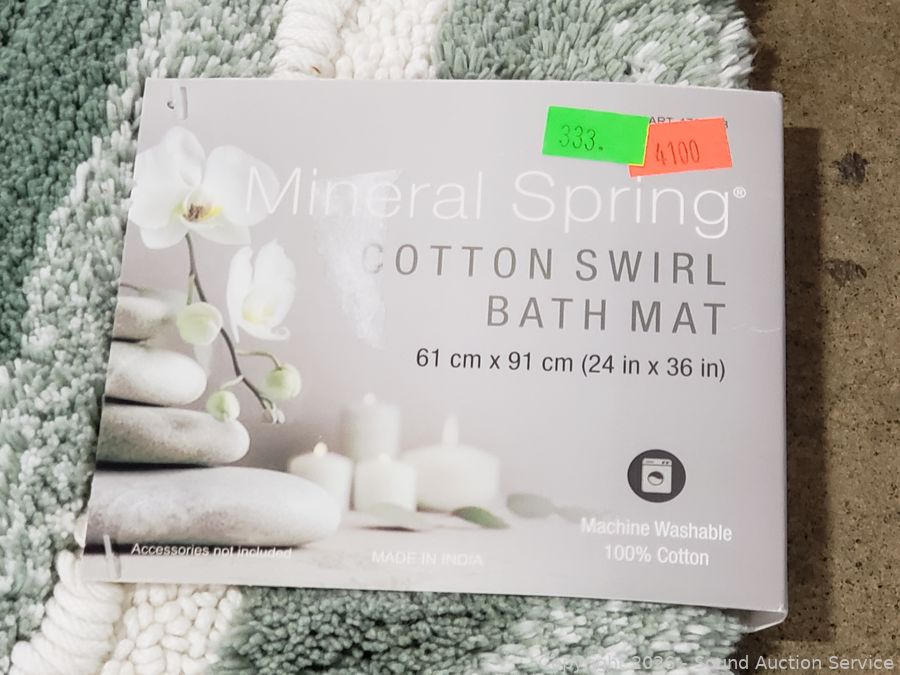 333.
4100
Mineral Spring®
COTTON SWIRL
BATH MAT
61 cm x 91 cm (24 in x 36 in)
Machine Washable
100% Cotton
Accessories not included
MADE IN INDIA
Sound Auction Service